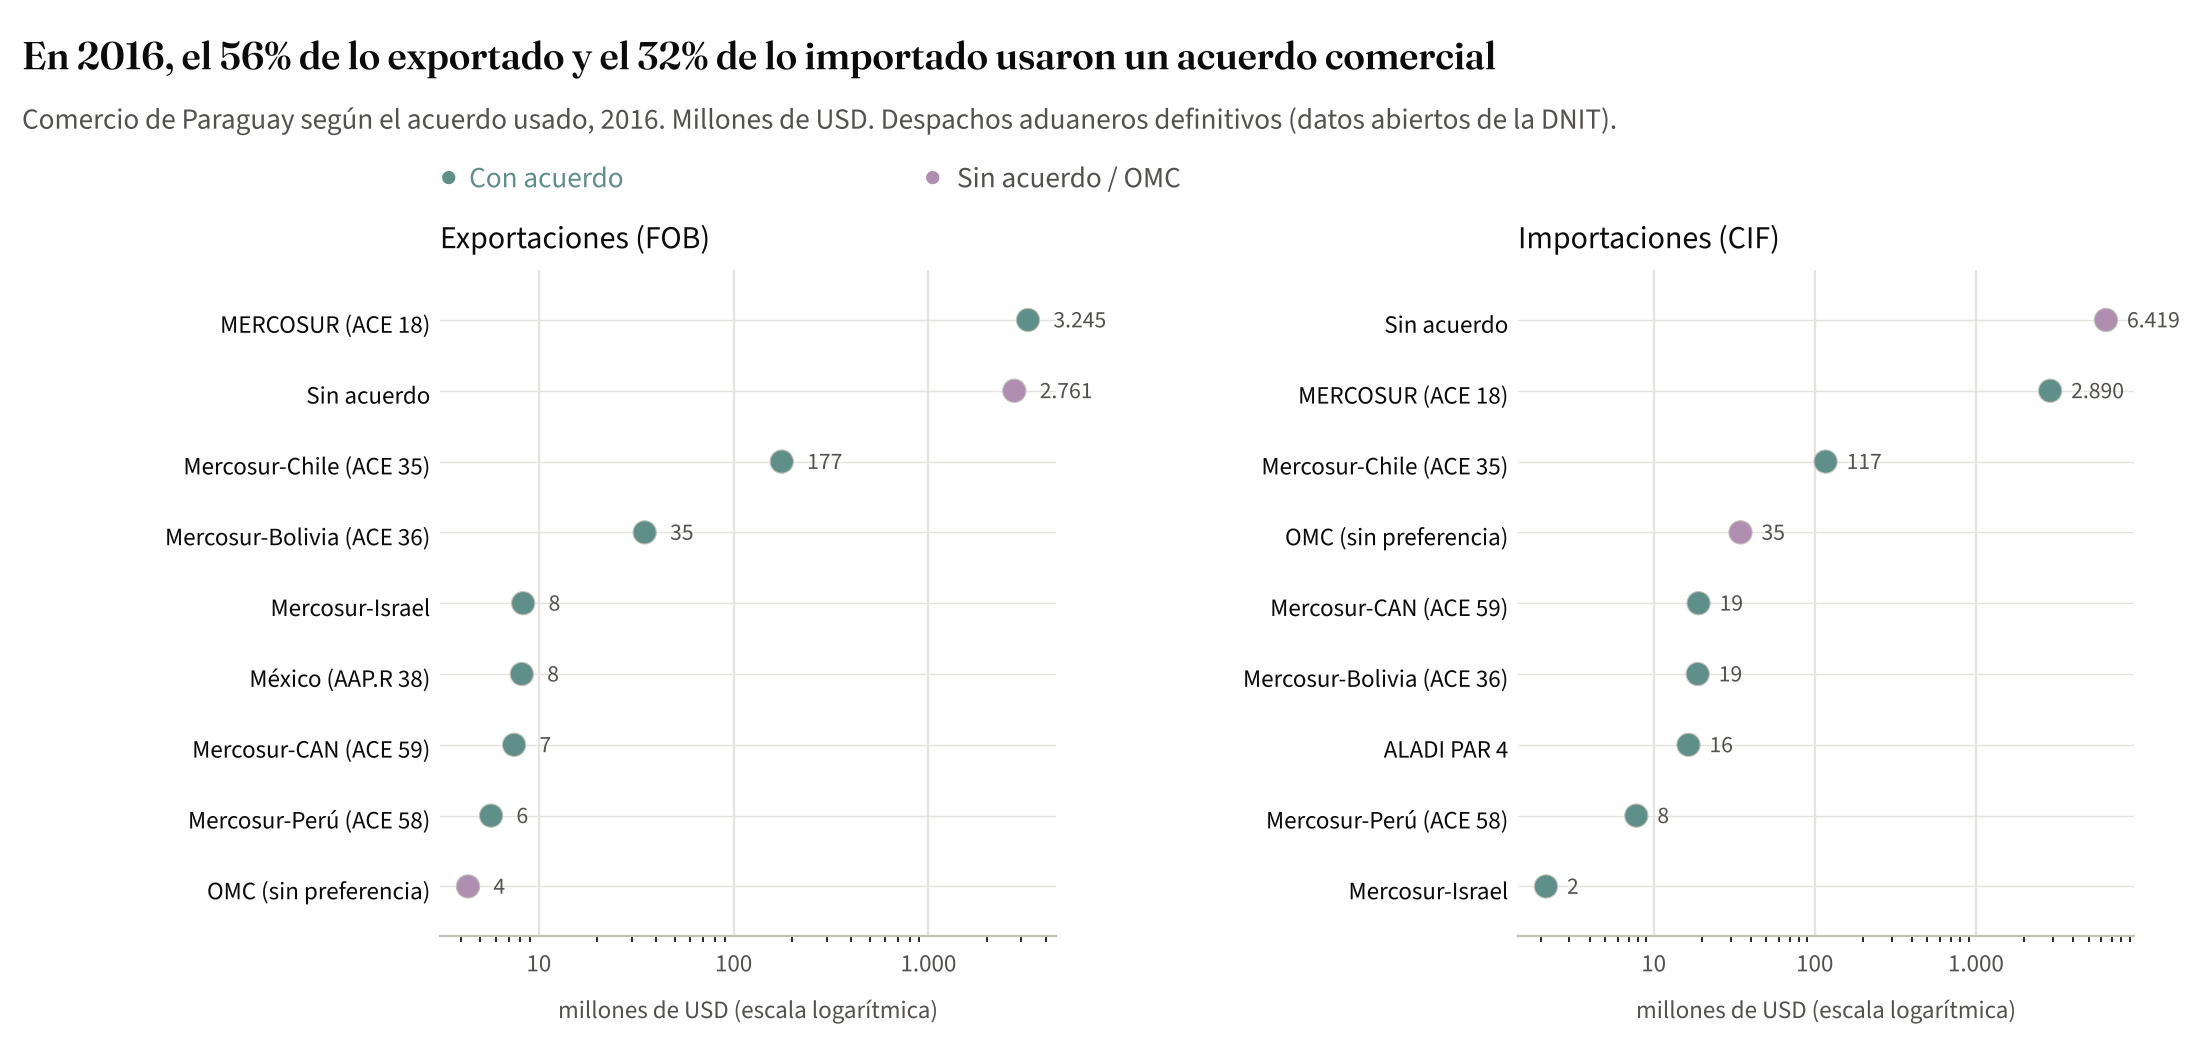 En 2016, el 56% de lo exportado y el 32% de lo importado usaron un acuerdo comercial
Comercio de Paraguay según el acuerdo usado, 2016. Millones de USD. Despachos aduaneros definitivos (datos abiertos de la DNIT).
Con acuerdo
Sin acuerdo / OMC
Exportaciones (FOB)
MERCOSUR (ACE 18) 3.245
Sin acuerdo 2.761
Mercosur-Chile (ACE 35) 177
Mercosur-Bolivia (ACE 36) 35
Mercosur-Israel 8
México (AAP.R 38) 8
Mercosur-CAN (ACE 59) 7
Mercosur-Perú (ACE 58) 6
OMC (sin preferencia) 4
10 100 1.000
millones de USD (escala logarítmica)
Importaciones (CIF)
Sin acuerdo 6.419
MERCOSUR (ACE 18) 2.890
Mercosur-Chile (ACE 35) 117
OMC (sin preferencia) 35
Mercosur-CAN (ACE 59) 19
Mercosur-Bolivia (ACE 36) 19
ALADI PAR 4 16
Mercosur-Perú (ACE 58) 8
Mercosur-Israel 2
10 100 1.000
millones de USD (escala logarítmica)